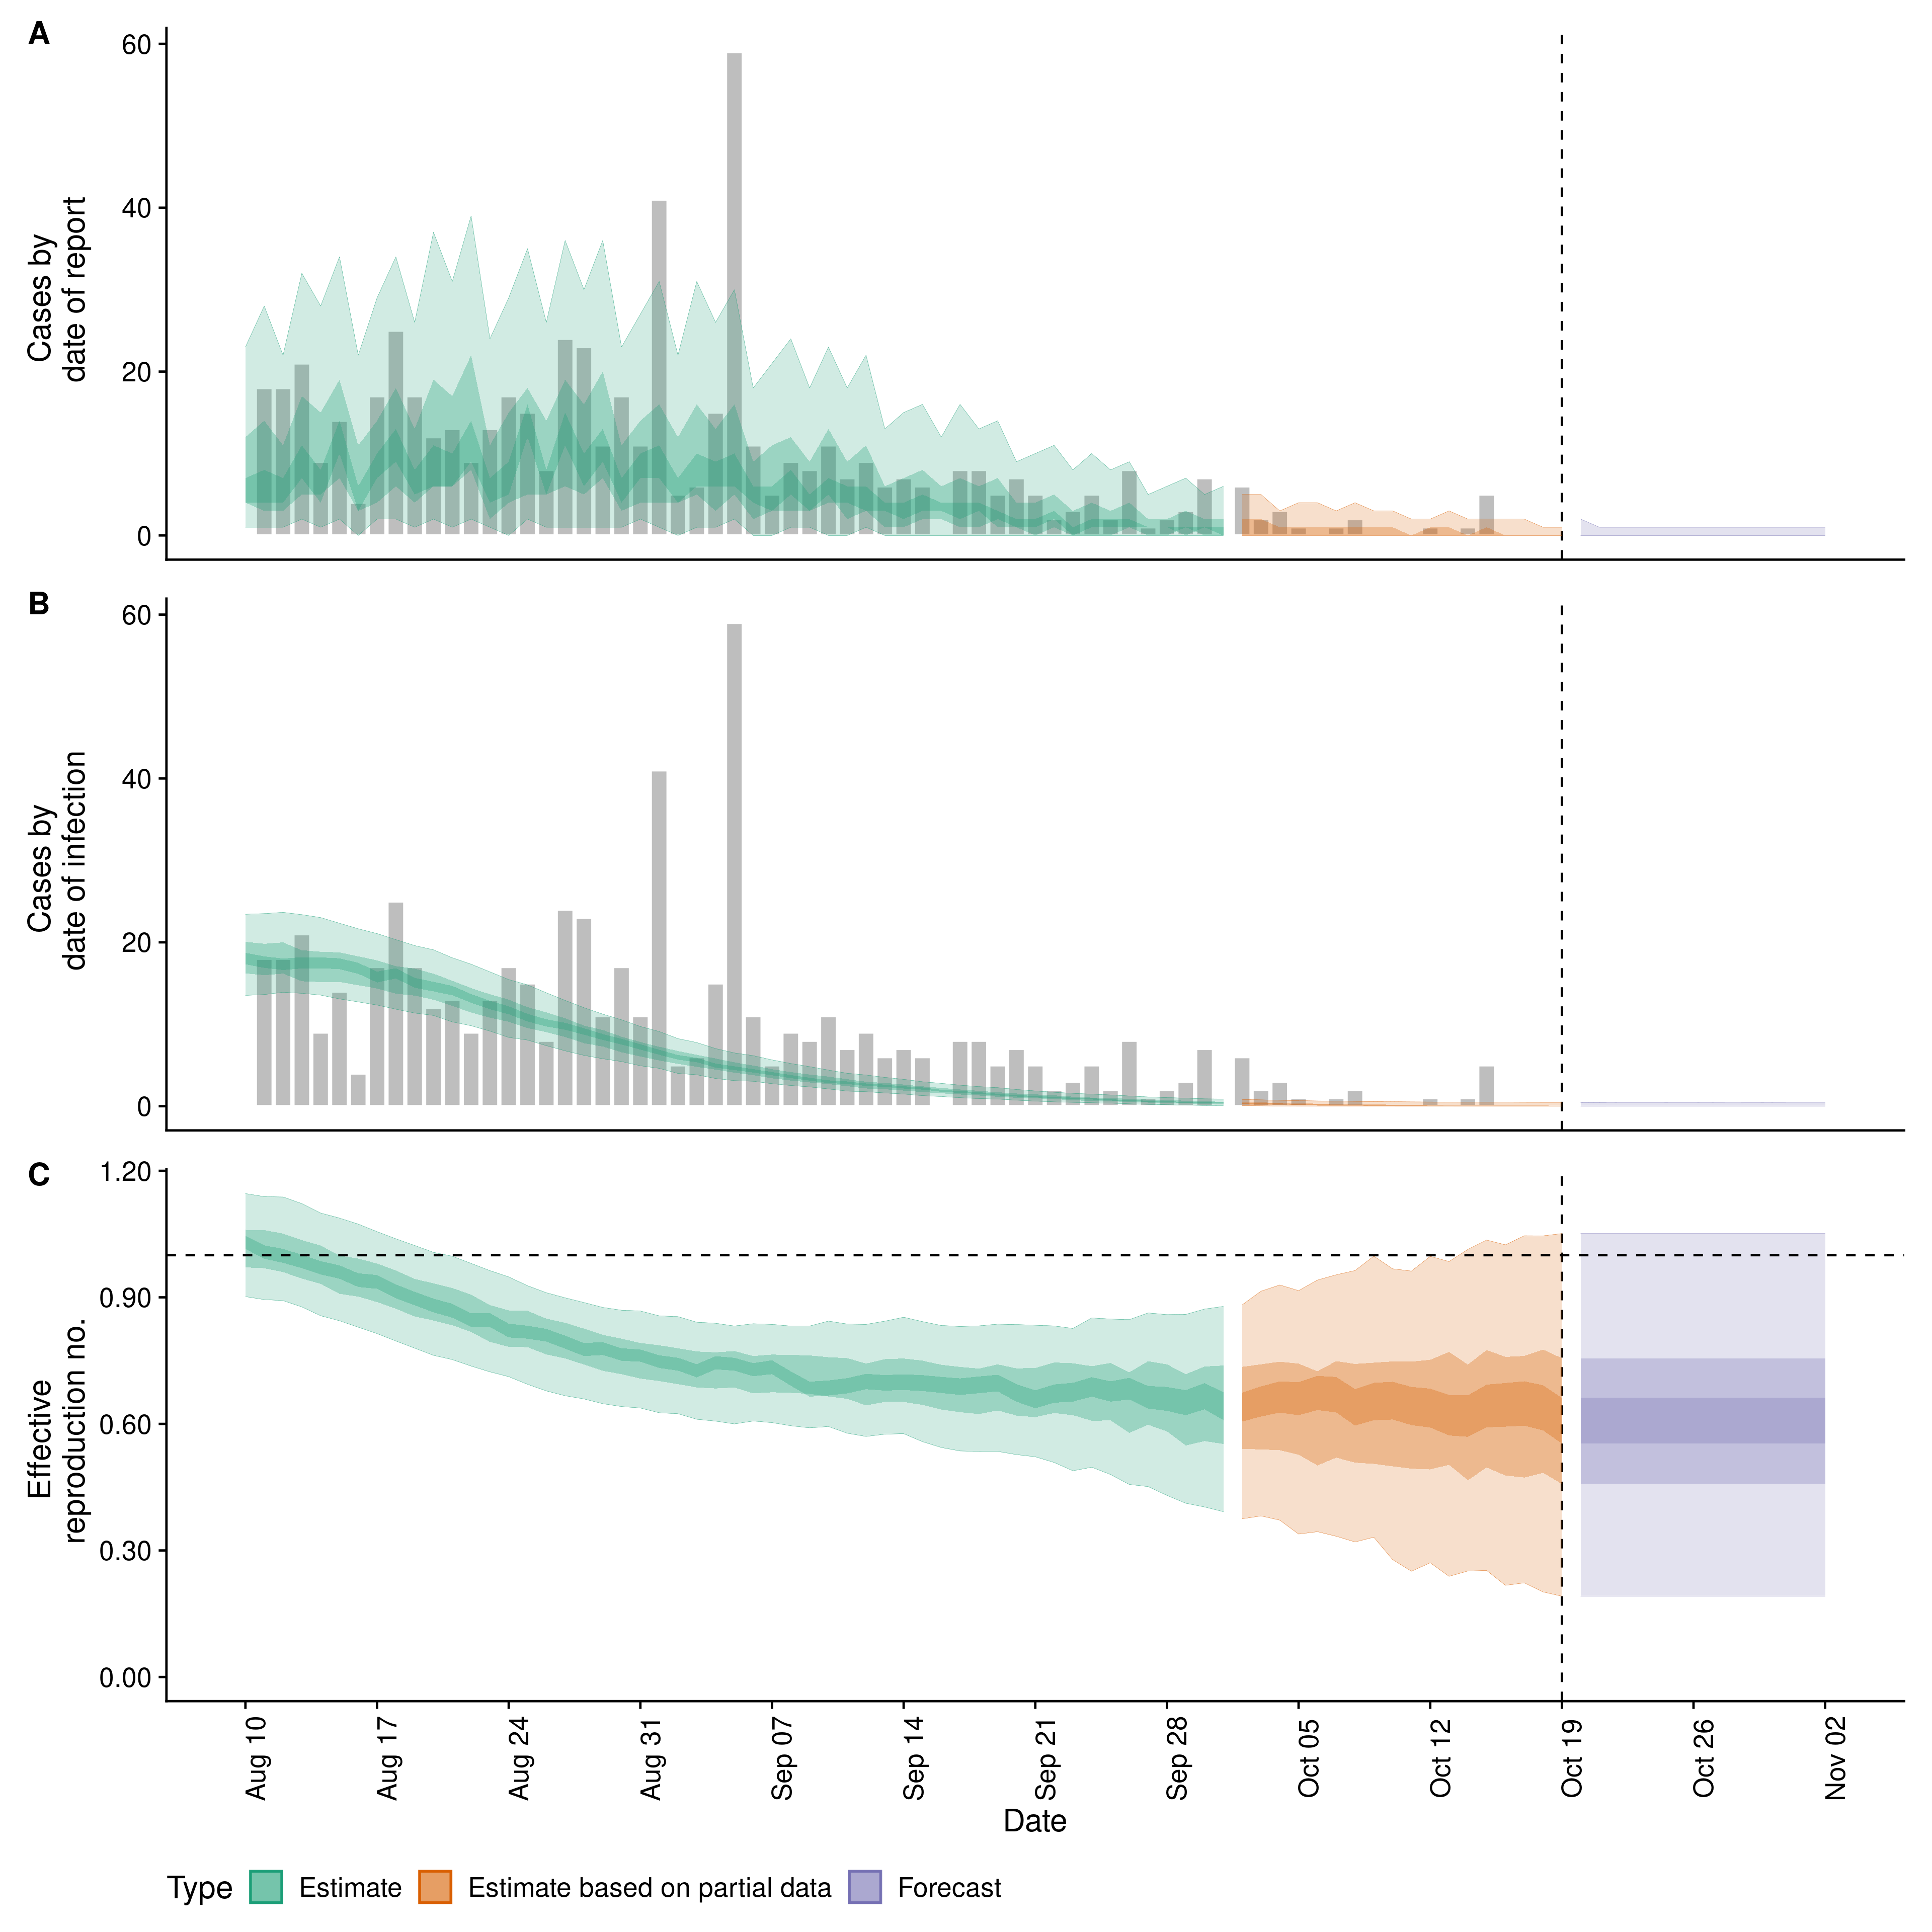 A
60
40
20
0
Cases by
date of report
B
60
40
20
0
Cases by
date of infection
C
1.20
0.90
0.60
0.30
0.00
Effective
reproduction no.
Aug 10
Aug 17
Aug 24
Aug 31
Sep 07
Sep 14
Sep 21
Sep 28
Oct 05
Oct 12
Oct 19
Oct 26
Nov 02
Date
Type Estimate Estimate based on partial data Forecast